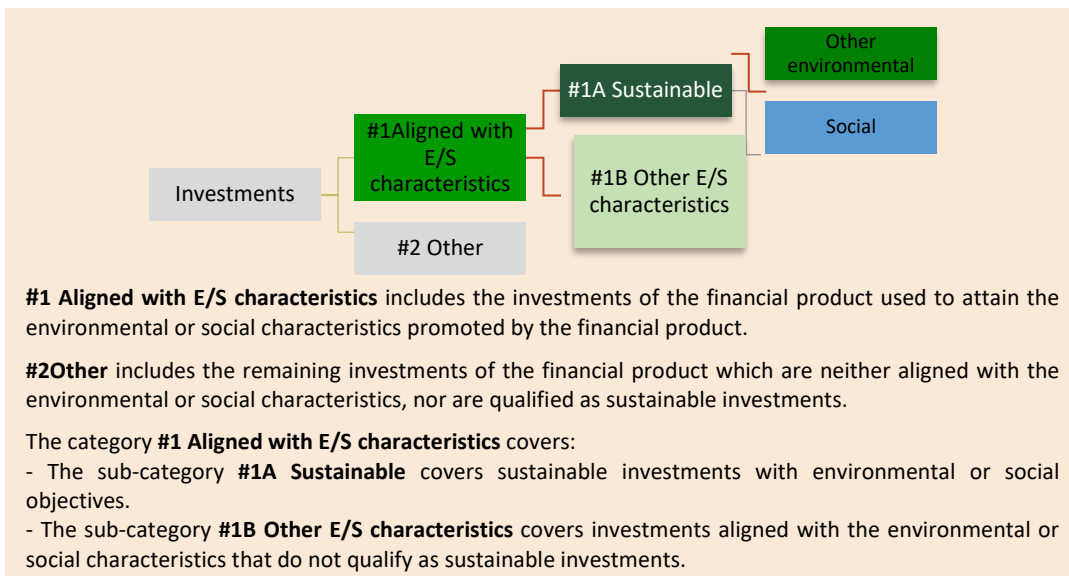 Other
environmental
#1A Sustainable
#1Aligned with
E/S
characteristics
Social
#1B Other E/S
characteristics
Investments
#2 Other
#1 Aligned with E/S characteristics includes the investments of the financial product used to attain the
environmental or social characteristics promoted by the financial product.
#2Other includes the remaining investments of the financial product which are neither aligned with the
environmental or social characteristics, nor are qualified as sustainable investments.
The category #1 Aligned with E/S characteristics covers:
- The sub-category #1A Sustainable covers sustainable investments with environmental or social
objectives.
- The sub-category #1B Other E/S characteristics covers investments aligned with the environmental or
social characteristics that do not qualify as sustainable investments.